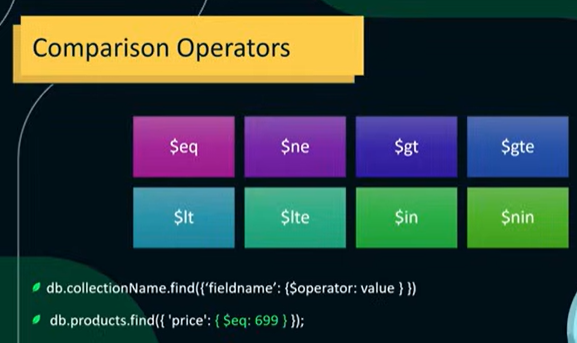 Comparison Operators
$eq $ne $gt $gte
$lt $lte $in $nin
db.collectionName.find({‘fieldname‘: {$operator: value } })
db.products.find({ 'price': { $eq: 699 } });